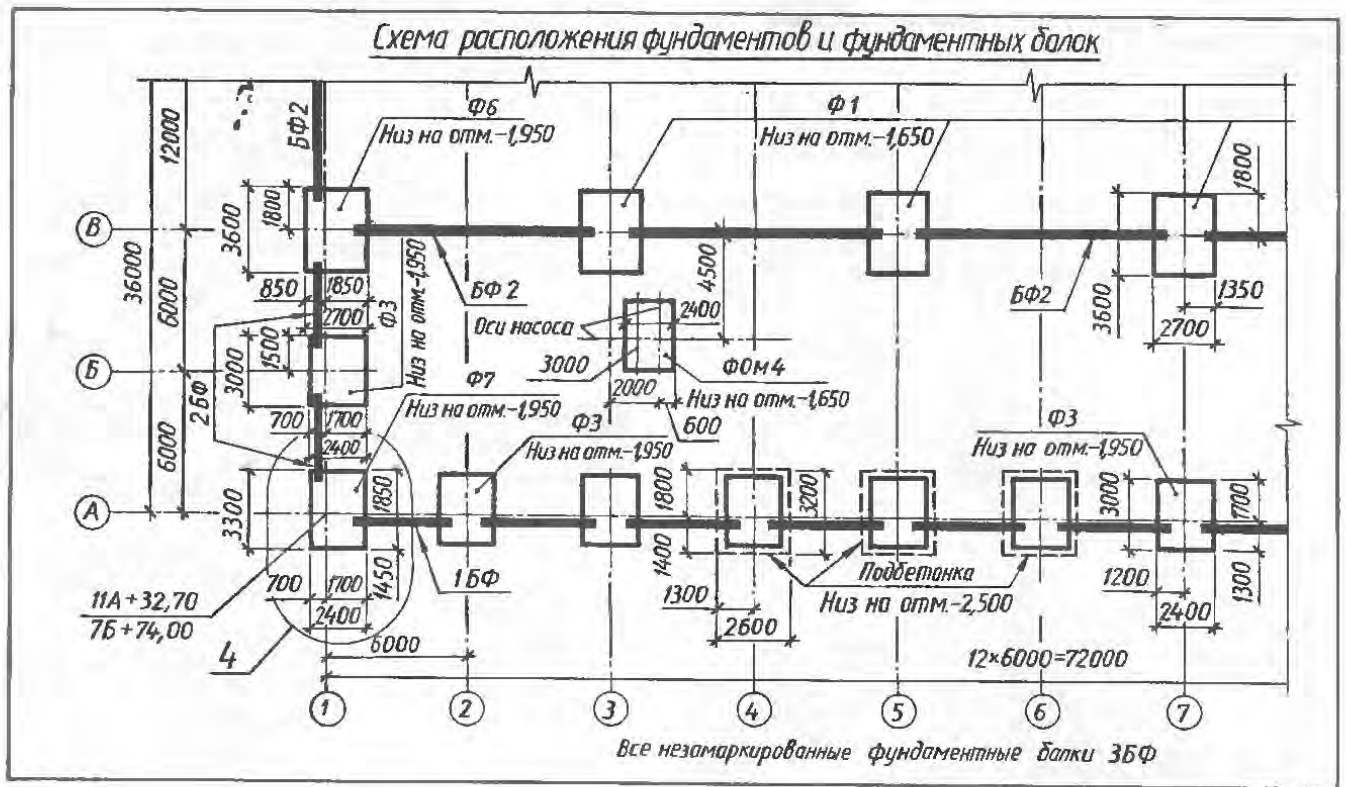 Схема расположения фундаментов и фундаментных балок
БФ2
Ф6
Низ на отм.-1,950
Ф1
Низ на отм.-1,650
12000
1800
3600
1800
В
36000
6000
850
1850
2700
Ф3
Низ на отм.-1,950
БФ2
4500
БФ2
3600
1350
2700
Оси насоса
2400
3000
2000
ФОм4
Низ на отм.-1,650
600
1500
Б
3000
2БФ
Ф7
Низ на отм.-1,950
700
1700
2400
6000
Ф3
Низ на отм.-1,950
Ф3
Низ на отм.-1,950
А
3300
1850
1450
1800
3200
1400
3000
1700
1300
1БФ
Подбетонка
Низ на отм.-2,500
11А+32,70
7Б+74,00
700
1700
2400
1300
2600
1200
2400
4
6000
12×6000=72000
1
2
3
4
5
6
7
Все незамаркированные фундаментные балки 3БФ